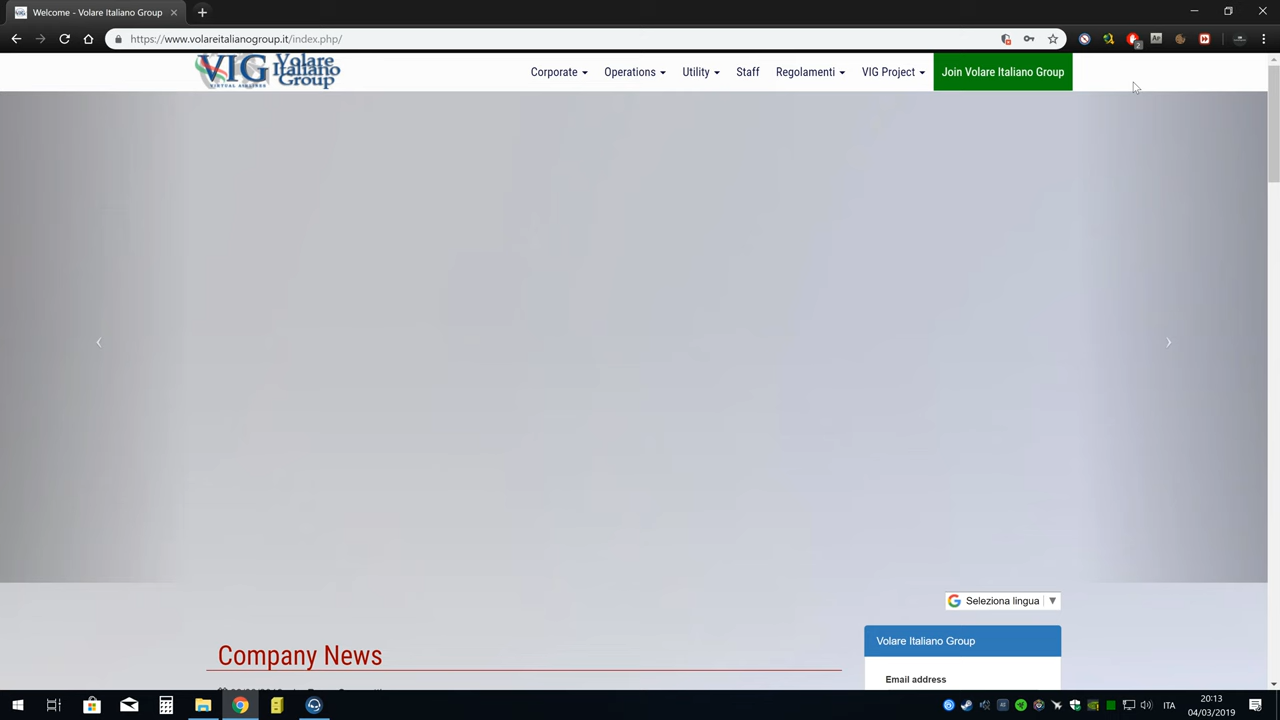 Welcome - Volare Italiano Group
https://www.volareitalianogroup.it/index.php/
VIG Volare Italiano Group
VIRTUAL AIRLINES
Corporate
Operations
Utility
Staff
Regolamenti
VIG Project
Join Volare Italiano Group
Seleziona lingua
Company News
Volare Italiano Group
Email address
ITA
20:13
04/03/2019